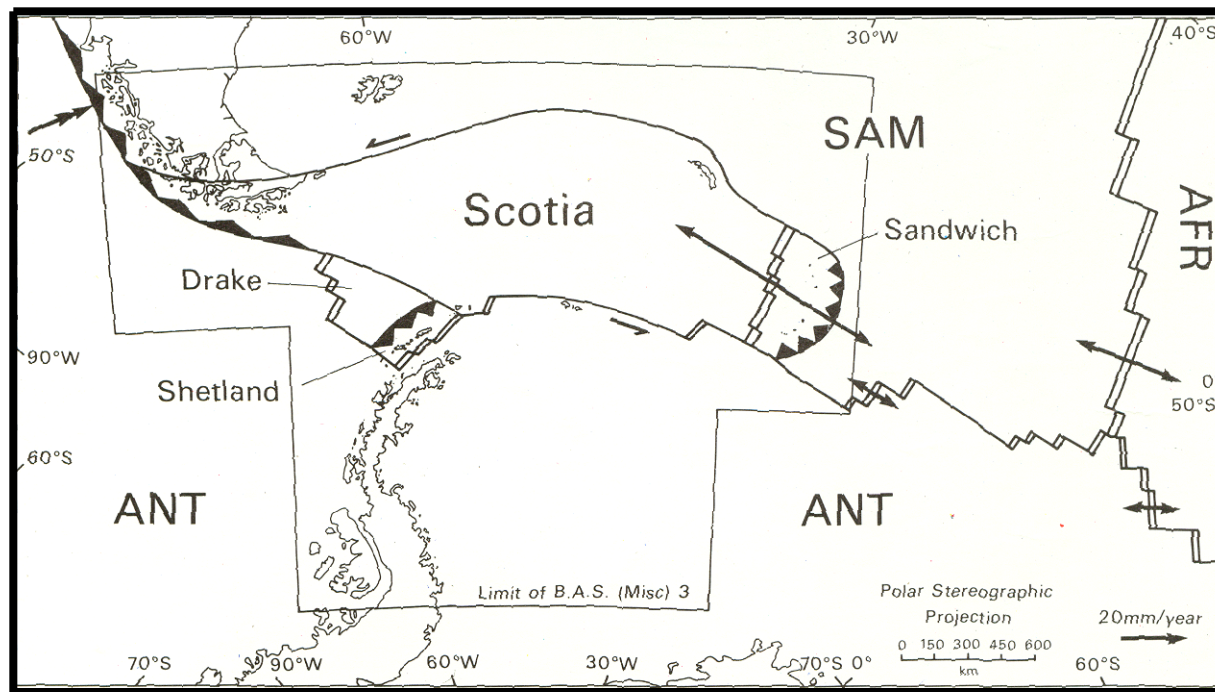 60°W
30°W
40°S
SAM
50°S
AFR
Scotia
Sandwich
Drake
90°W
Shetland
0
50°S
60°S
ANT
ANT
Limit of B.A.S. (Misc) 3
Polar Stereographic
Projection
0 150 300 450 600
km
20mm/year
70°S
90°W
60°W
30°W
70°S
0°
60°S